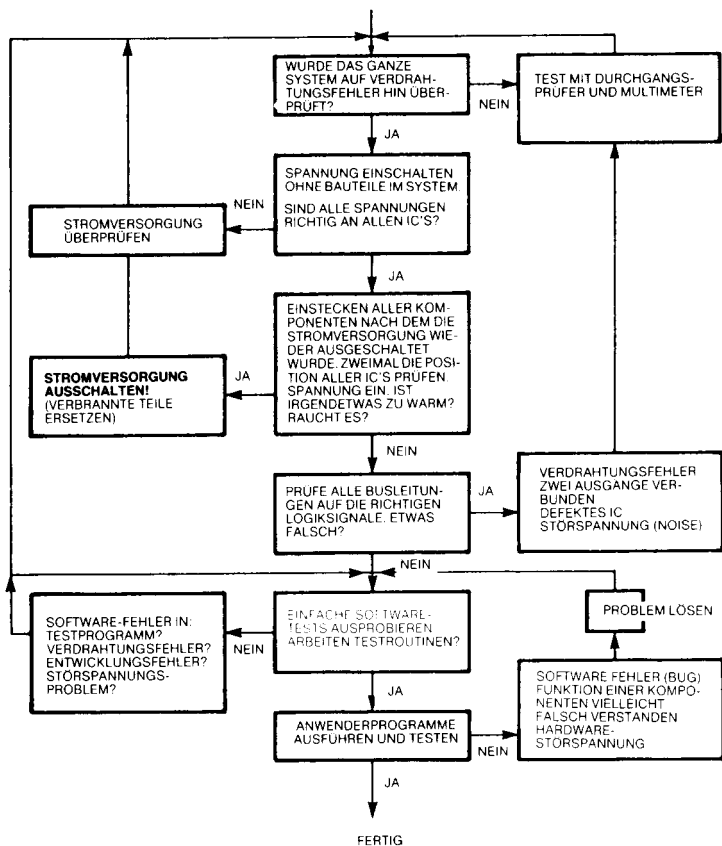 WURDE DAS GANZE
SYSTEM AUF VERDRAH-
TUNGSFEHLER HIN ÜBER-
PRÜFT?
NEIN
TEST MIT DURCHGANGS-
PRÜFER UND MULTIMETER
JA
SPANNUNG EINSCHALTEN
OHNE BAUTEILE IM SYSTEM.
SIND ALLE SPANNUNGEN
RICHTIG AN ALLEN IC'S?
NEIN
STROMVERSORGUNG
ÜBERPRÜFEN
JA
EINSTECKEN ALLER KOM-
PONENTEN NACH DEM DIE
STROMVERSORGUNG WIE-
DER AUSGESCHALTET
WURDE. ZWEIMAL DIE POSI-
TION ALLER IC'S PRÜFEN.
SPANNUNG EIN. IST
IRGENDETWAS ZU WARM?
RAUCHT ES?
JA
STROMVERSORGUNG
AUSSCHALTEN!
(VERBRANNTE TEILE
ERSETZEN)
NEIN
PRÜFE ALLE BUSLEITUN-
GEN AUF DIE RICHTIGEN
LOGIKSIGNALE. ETWAS
FALSCH?
JA
VERDRAHTUNGSFEHLER
ZWEI AUSGANGE VER-
BUNDEN
DEFEKTES IC
STÖRSPANNUNG (NOISE)
NEIN
EINFACHE SOFTWARE-
TESTS AUSPROBIEREN
ARBEITEN TESTROUTINEN?
NEIN
SOFTWARE-FEHLER IN:
TESTPROGRAMM?
VERDRAHTUNGSFEHLER?
ENTWICKLUNGSFEHLER?
STÖRSPANNUNGS-
PROBLEM?
PROBLEM LÖSEN
JA
ANWENDERPROGRAMME
AUSFÜHREN UND TESTEN
NEIN
SOFTWARE FEHLER (BUG)
FUNKTION EINER KOMPO-
NENTEN VIELLEICHT
FALSCH VERSTANDEN
HARDWARE-
STORSPANNUNG
JA
FERTIG